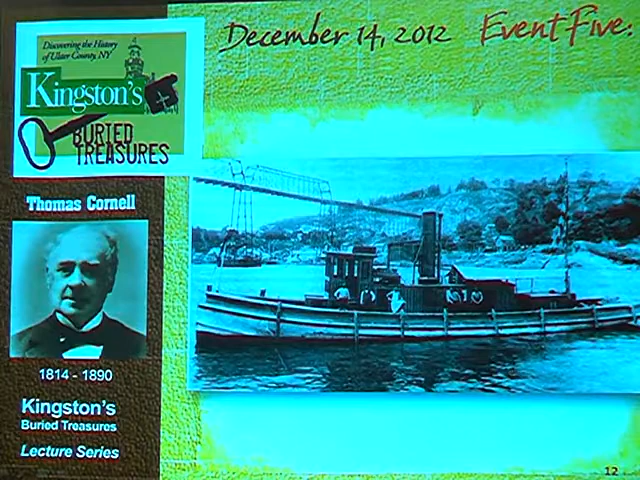 December 14, 2012 Event Five:
Discovering the History
of Ulster County, NY
Kingston's
BURIED
TREASURES
Thomas Cornell
1814 - 1890
Kingston's
Buried Treasures
Lecture Series
12